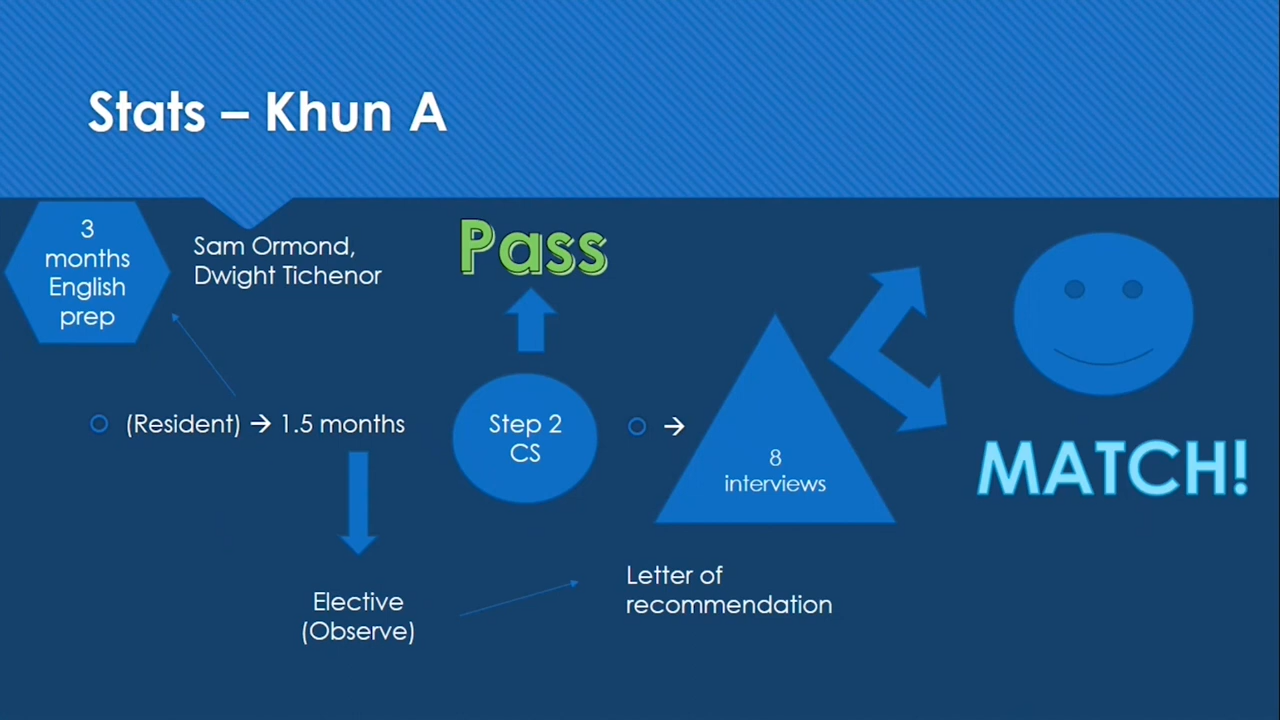 Stats – Khun A
3
months
English
prep
Sam Ormond,
Dwight Tichenor
Pass
(Resident) → 1.5 months
Step 2
CS
→
8
interviews
MATCH!
Elective
(Observe)
Letter of
recommendation